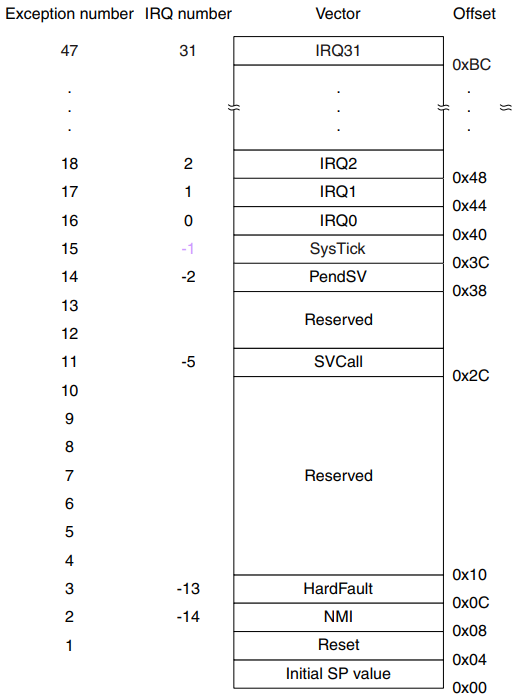 Exception number IRQ number Vector Offset
47 31 IRQ31
0xBC
. . .
. . .
. . .
18 2 IRQ2
0x48
17 1 IRQ1
0x44
16 0 IRQ0
0x40
15 -1 SysTick
0x3C
14 -2 PendSV
0x38
13
Reserved
12
11 -5 SVCall
0x2C
10
9
8
7 Reserved
6
5
4
0x10
3 -13 HardFault
0x0C
2 -14 NMI
0x08
1 Reset
0x04
Initial SP value
0x00